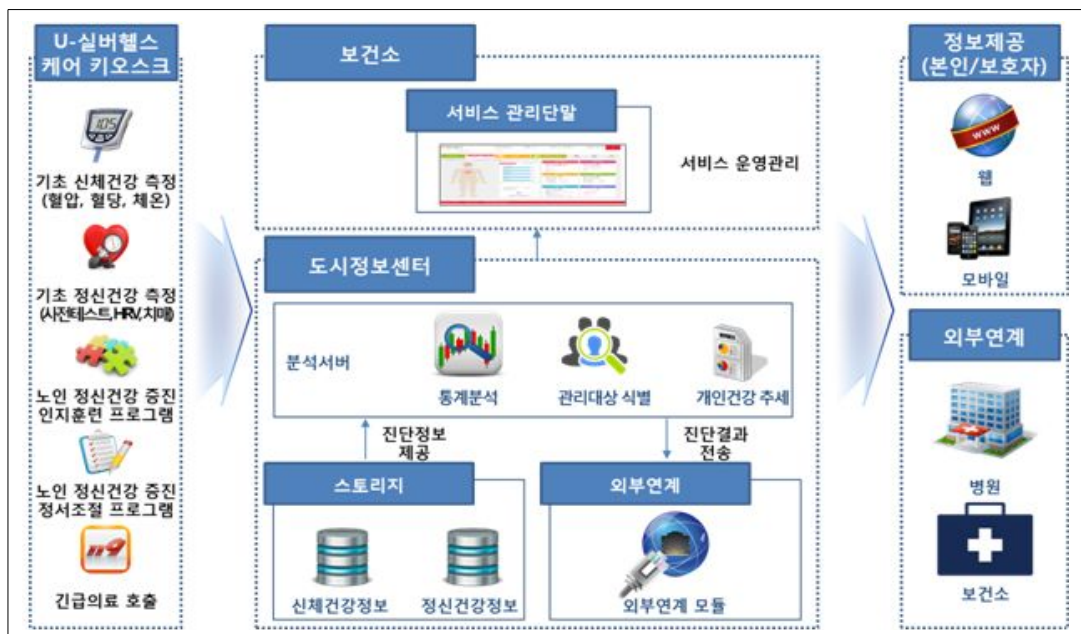 U-실버헬스
케어 키오스크
105
기초 신체건강 측정
(혈압, 혈당, 체온)
기초 정신건강 측정
(사전테스트, HRV, 치매)
노인 정신건강 증진
인지훈련 프로그램
노인 정신건강 증진
정서조절 프로그램
119
긴급의료 호출
보건소
서비스 관리단말
서비스 운영관리
도시정보센터
분석서버
통계분석
관리대상 식별
개인건강 추세
진단정보
제공
진단결과
전송
스토리지
신체건강정보
정신건강정보
외부연계
외부연계 모듈
정보제공
(본인/보호자)
WWW
웹
모바일
외부연계
병원
보건소